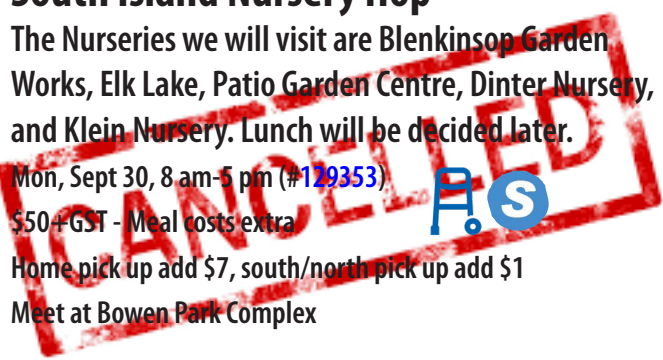 South Island Nursery Hop
The Nurseries we will visit are Blenkinsop Garden
Works, Elk Lake, Patio Garden Centre, Dinter Nursery,
and Klein Nursery. Lunch will be decided later.
Mon, Sept 30, 8 am-5 pm (#129353)
$50+GST - Meal costs extra
Home pick up add $7, south/north pick up add $1
Meet at Bowen Park Complex
CANCELLED
S